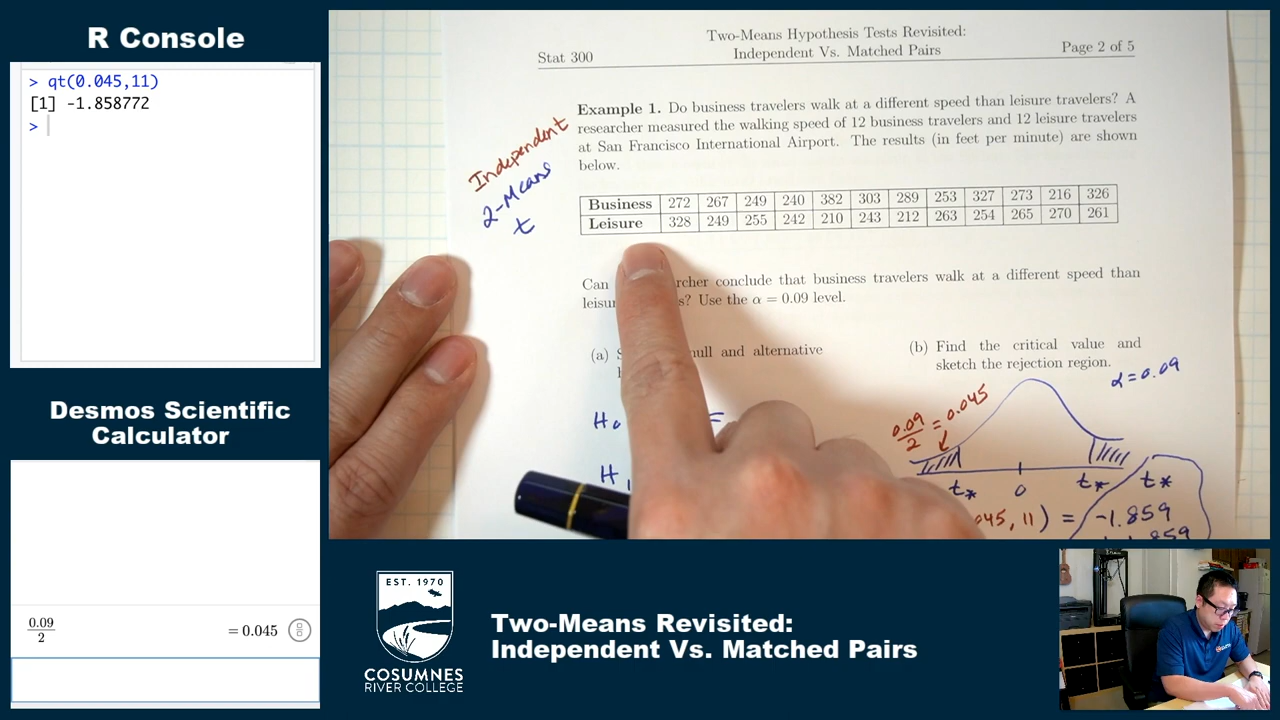 R Console
> qt(0.045,11)
[1] -1.858772
>
Desmos Scientific
Calculator
0.09
2
= 0.045
Two-Means Hypothesis Tests Revisited:
Stat 300
Independent Vs. Matched Pairs
Page 2 of 5
Independent
2-Means
t
Example 1. Do business travelers walk at a different speed than leisure travelers? A
researcher measured the walking speed of 12 business travelers and 12 leisure travelers
at San Francisco International Airport. The results (in feet per minute) are shown
below.
Business 272 267 249 240 382 303 289 253 327 273 216 326
Leisure 328 249 255 242 210 243 212 263 254 265 270 261
Can rcher conclude that business travelers walk at a different speed than
leisur s? Use the α = 0.09 level.
(a) S null and alternative
(b) Find the critical value and
sketch the rejection region.
α = 0.09
0.09
2
= 0.045
H₀ =
H₁
t* 0 t* t*
045, 11) = -1.859
EST. 1970
COSUMNES
RIVER COLLEGE
Two-Means Revisited:
Independent Vs. Matched Pairs